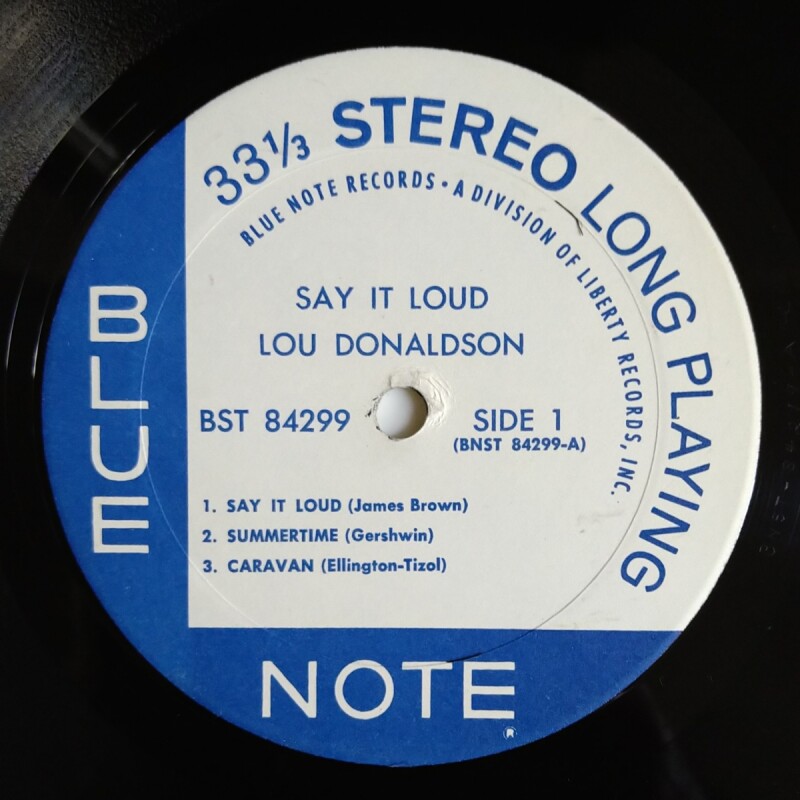 33⅓ STEREO LONG PLAYING
BLUE NOTE RECORDS • A DIVISION OF LIBERTY RECORDS, INC.
SAY IT LOUD
LOU DONALDSON
BST 84299
SIDE 1
(BNST 84299-A)
1. SAY IT LOUD (James Brown)
2. SUMMERTIME (Gershwin)
3. CARAVAN (Ellington-Tizol)
BLUE
NOTE
®